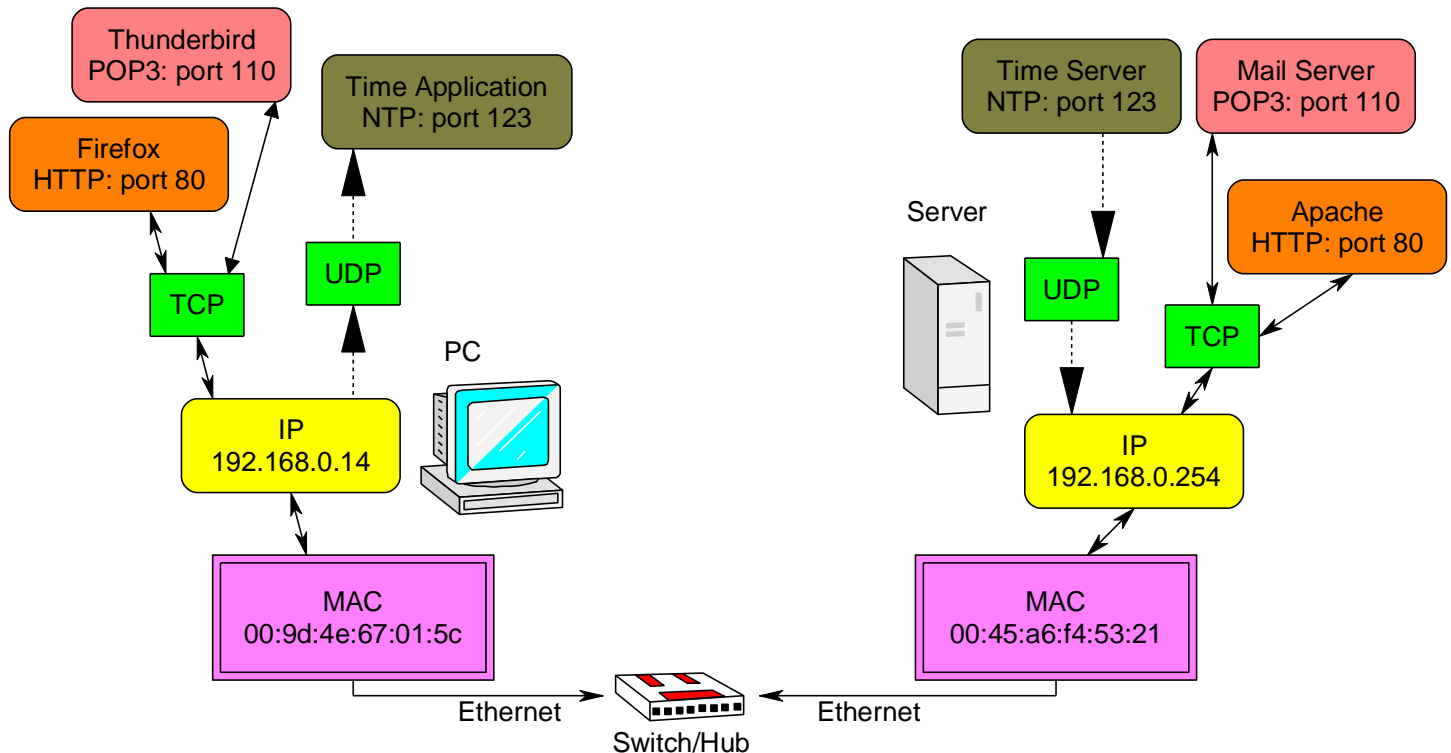 Thunderbird
POP3: port 110
Time Application
NTP: port 123
Firefox
HTTP: port 80
UDP
TCP
PC
IP
192.168.0.14
MAC
00:9d:4e:67:01:5c
Ethernet
Switch/Hub
Time Server
NTP: port 123
Mail Server
POP3: port 110
Server
Apache
HTTP: port 80
UDP
TCP
IP
192.168.0.254
MAC
00:45:a6:f4:53:21
Ethernet